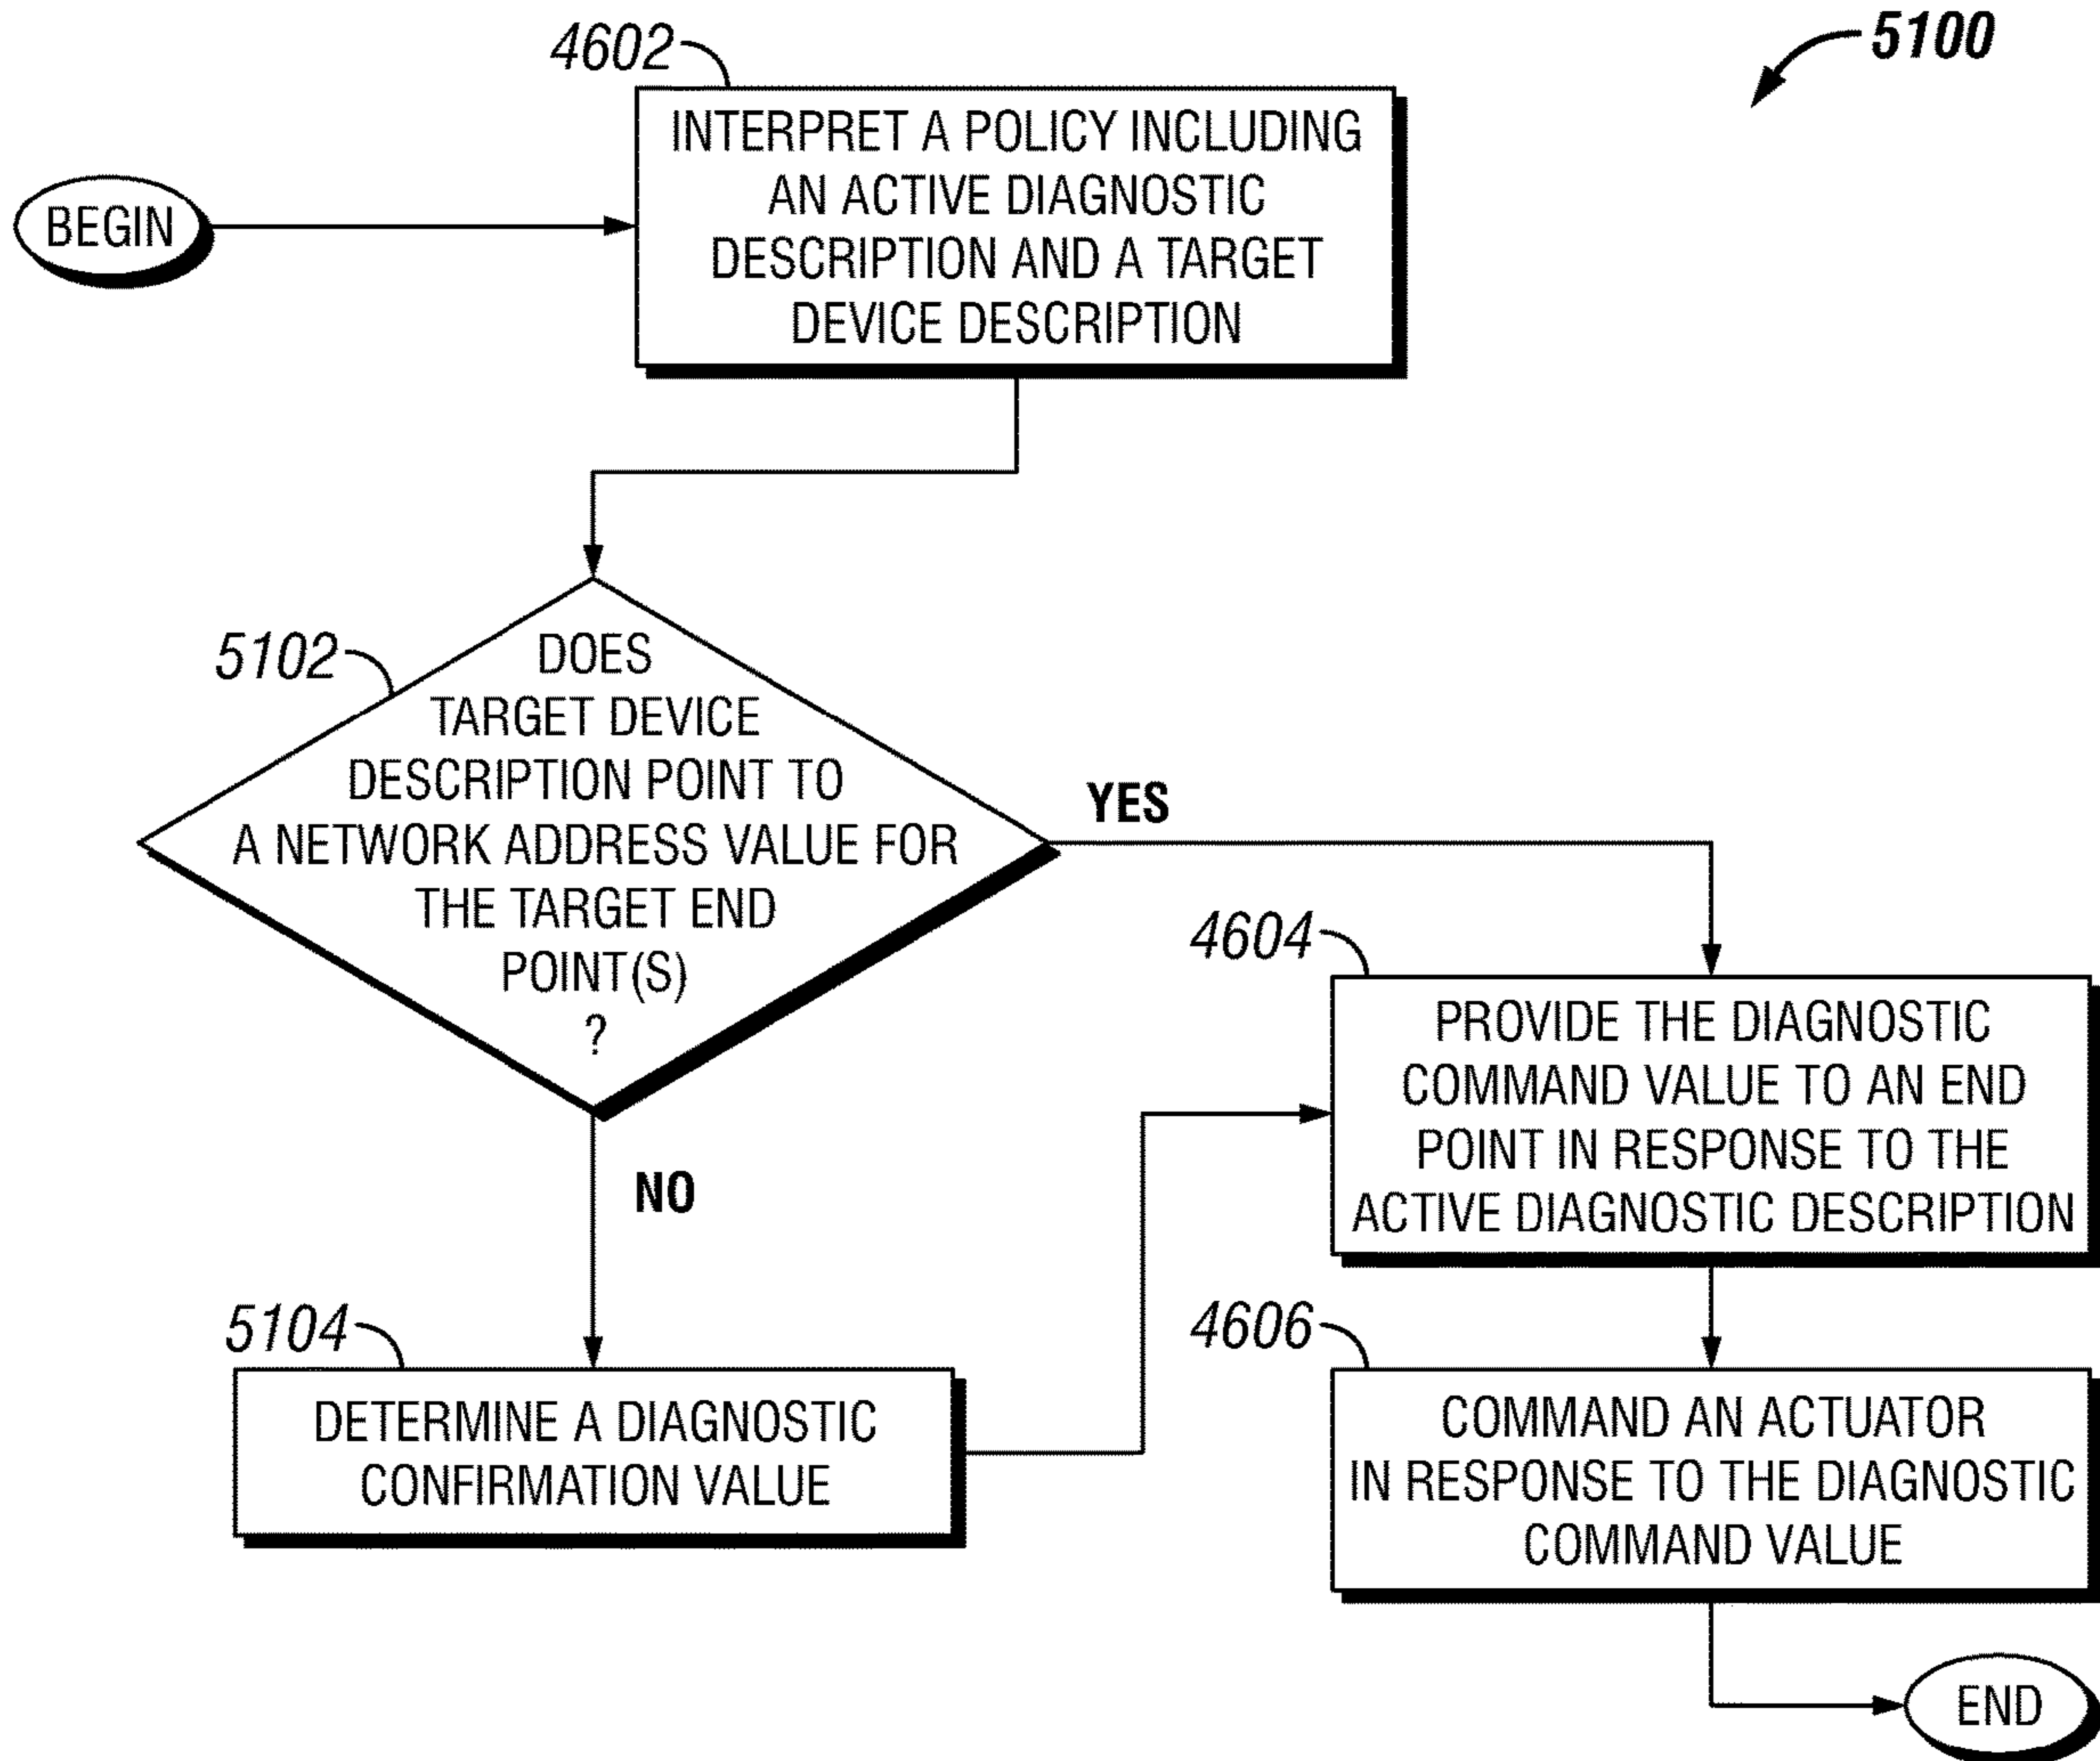 5100
4602
INTERPRET A POLICY INCLUDING
AN ACTIVE DIAGNOSTIC
DESCRIPTION AND A TARGET
DEVICE DESCRIPTION
BEGIN
5102
DOES
TARGET DEVICE
DESCRIPTION POINT TO
A NETWORK ADDRESS VALUE FOR
THE TARGET END
POINT(S)
?
YES
NO
5104
DETERMINE A DIAGNOSTIC
CONFIRMATION VALUE
4604
PROVIDE THE DIAGNOSTIC
COMMAND VALUE TO AN END
POINT IN RESPONSE TO THE
ACTIVE DIAGNOSTIC DESCRIPTION
4606
COMMAND AN ACTUATOR
IN RESPONSE TO THE DIAGNOSTIC
COMMAND VALUE
END